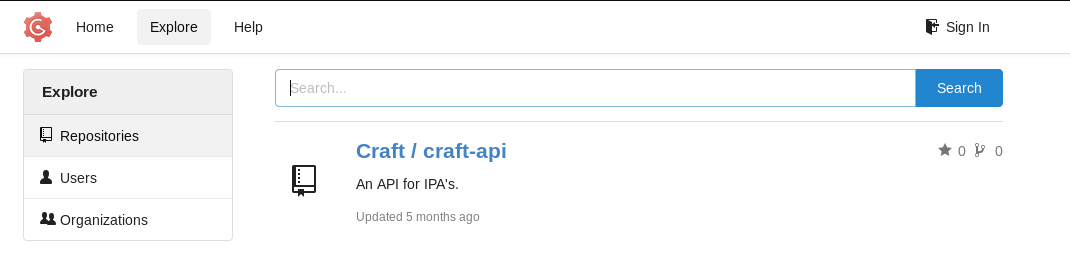 Home Explore Help Sign In
Explore
Repositories
Users
Organizations
Search... Search
Craft / craft-api 0 0
An API for IPA's.
Updated 5 months ago